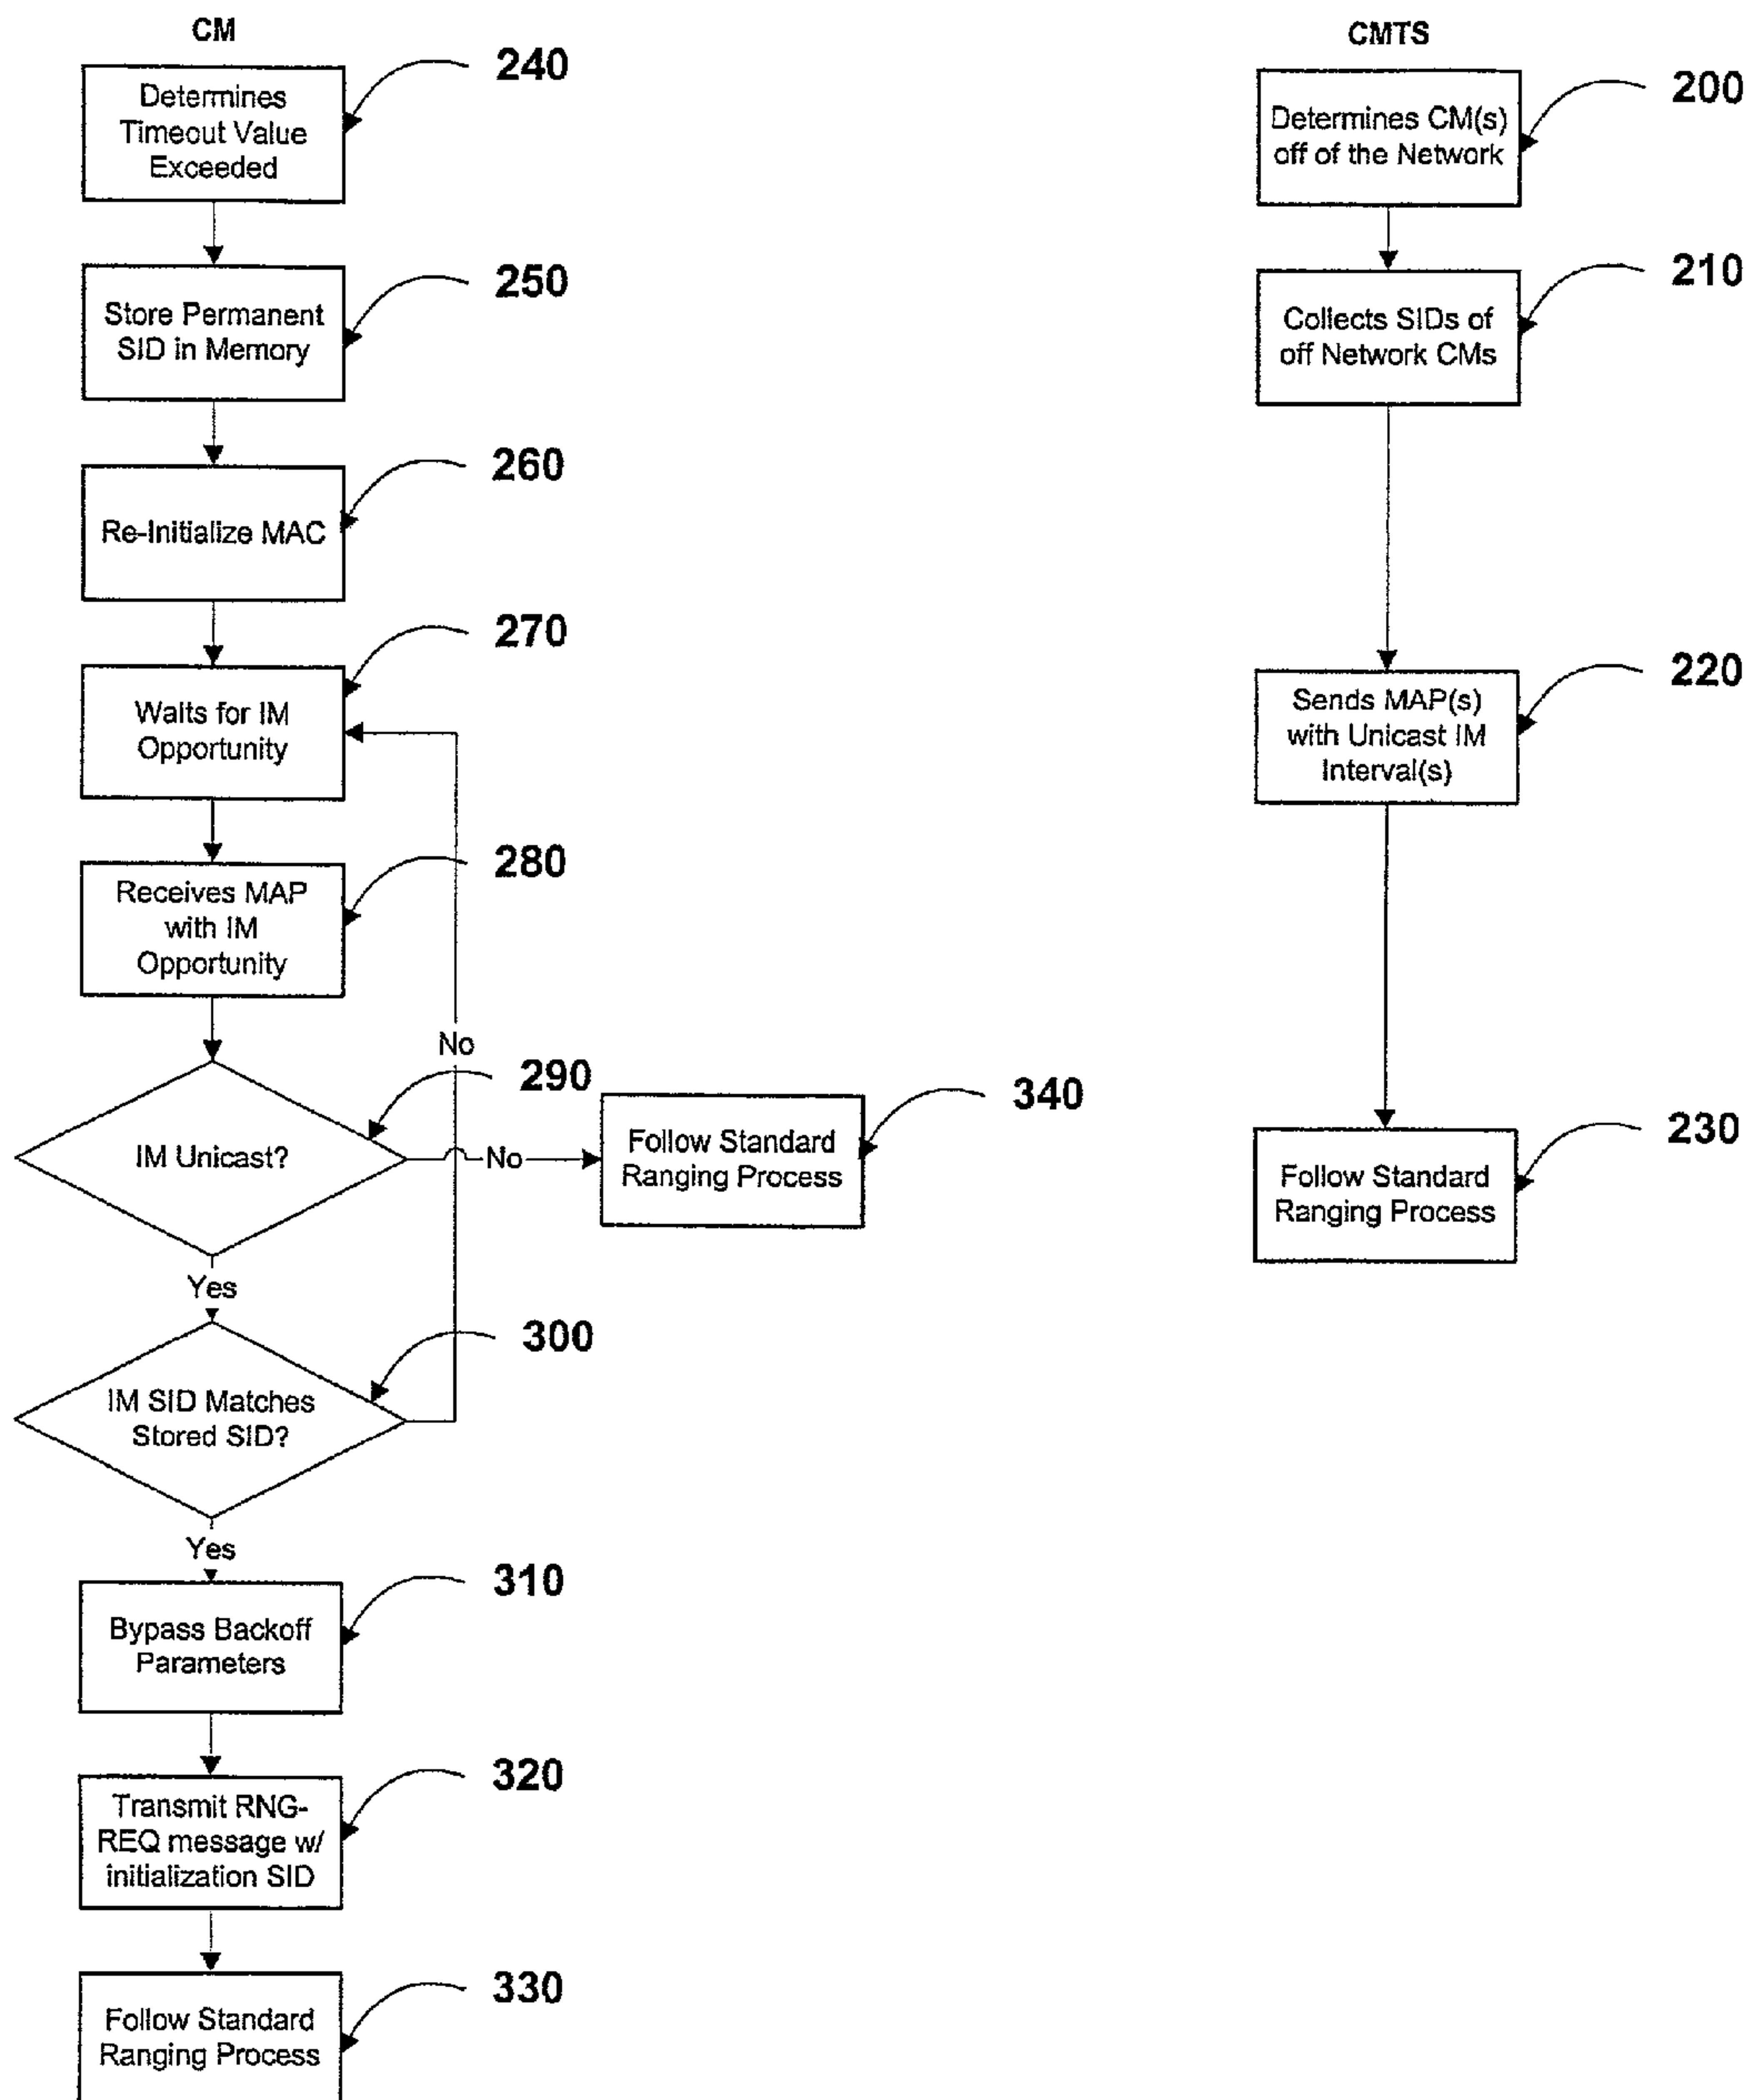 CM
240
Determines
Timeout Value
Exceeded
250
Store Permanent
SID in Memory
260
Re-Initialize MAC
270
Waits for IM
Opportunity
280
Receives MAP
with IM
Opportunity
No
290
IM Unicast?
No
340
Follow Standard
Ranging Process
Yes
300
IM SID Matches
Stored SID?
Yes
310
Bypass Backoff
Parameters
320
Transmit RNG-
REQ message w/
initialization SID
330
Follow Standard
Ranging Process
CMTS
200
Determines CM(s)
off of the Network
210
Collects SIDs of
off Network CMs
220
Sends MAP(s)
with Unicast IM
Interval(s)
230
Follow Standard
Ranging Process